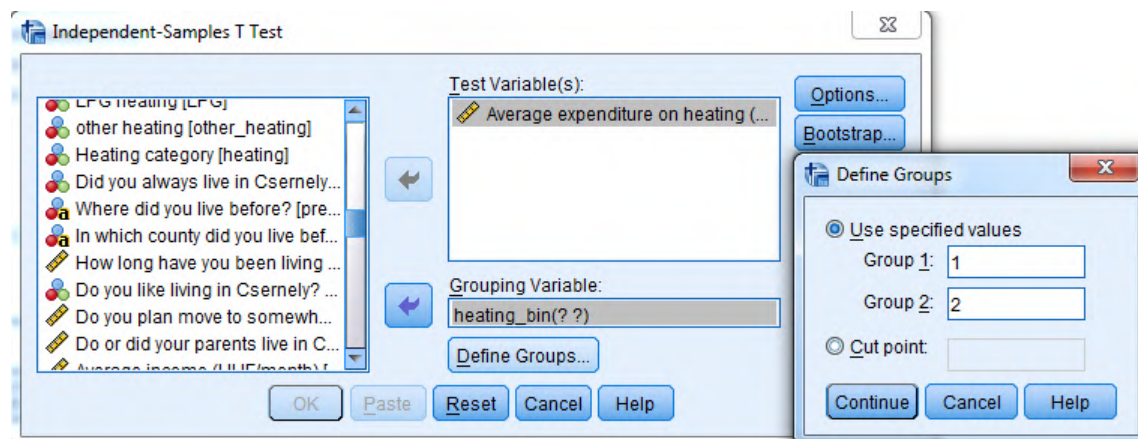 Independent-Samples T Test
LPG heating [LPG]
other heating [other_heating]
Heating category [heating]
Did you always live in Csernely...
Where did you live before? [pre...
In which county did you live bef...
How long have you been living ...
Do you like living in Csernely? ...
Do you plan move to somewh...
Do or did your parents live in C...
Average income (HUF/month) [
Test Variable(s):
Average expenditure on heating (...
Grouping Variable:
heating_bin(? ?)
Define Groups...
Options...
Bootstrap...
OK Paste Reset Cancel Help
Define Groups
Use specified values
Group 1: 1
Group 2: 2
Cut point:
Continue Cancel Help